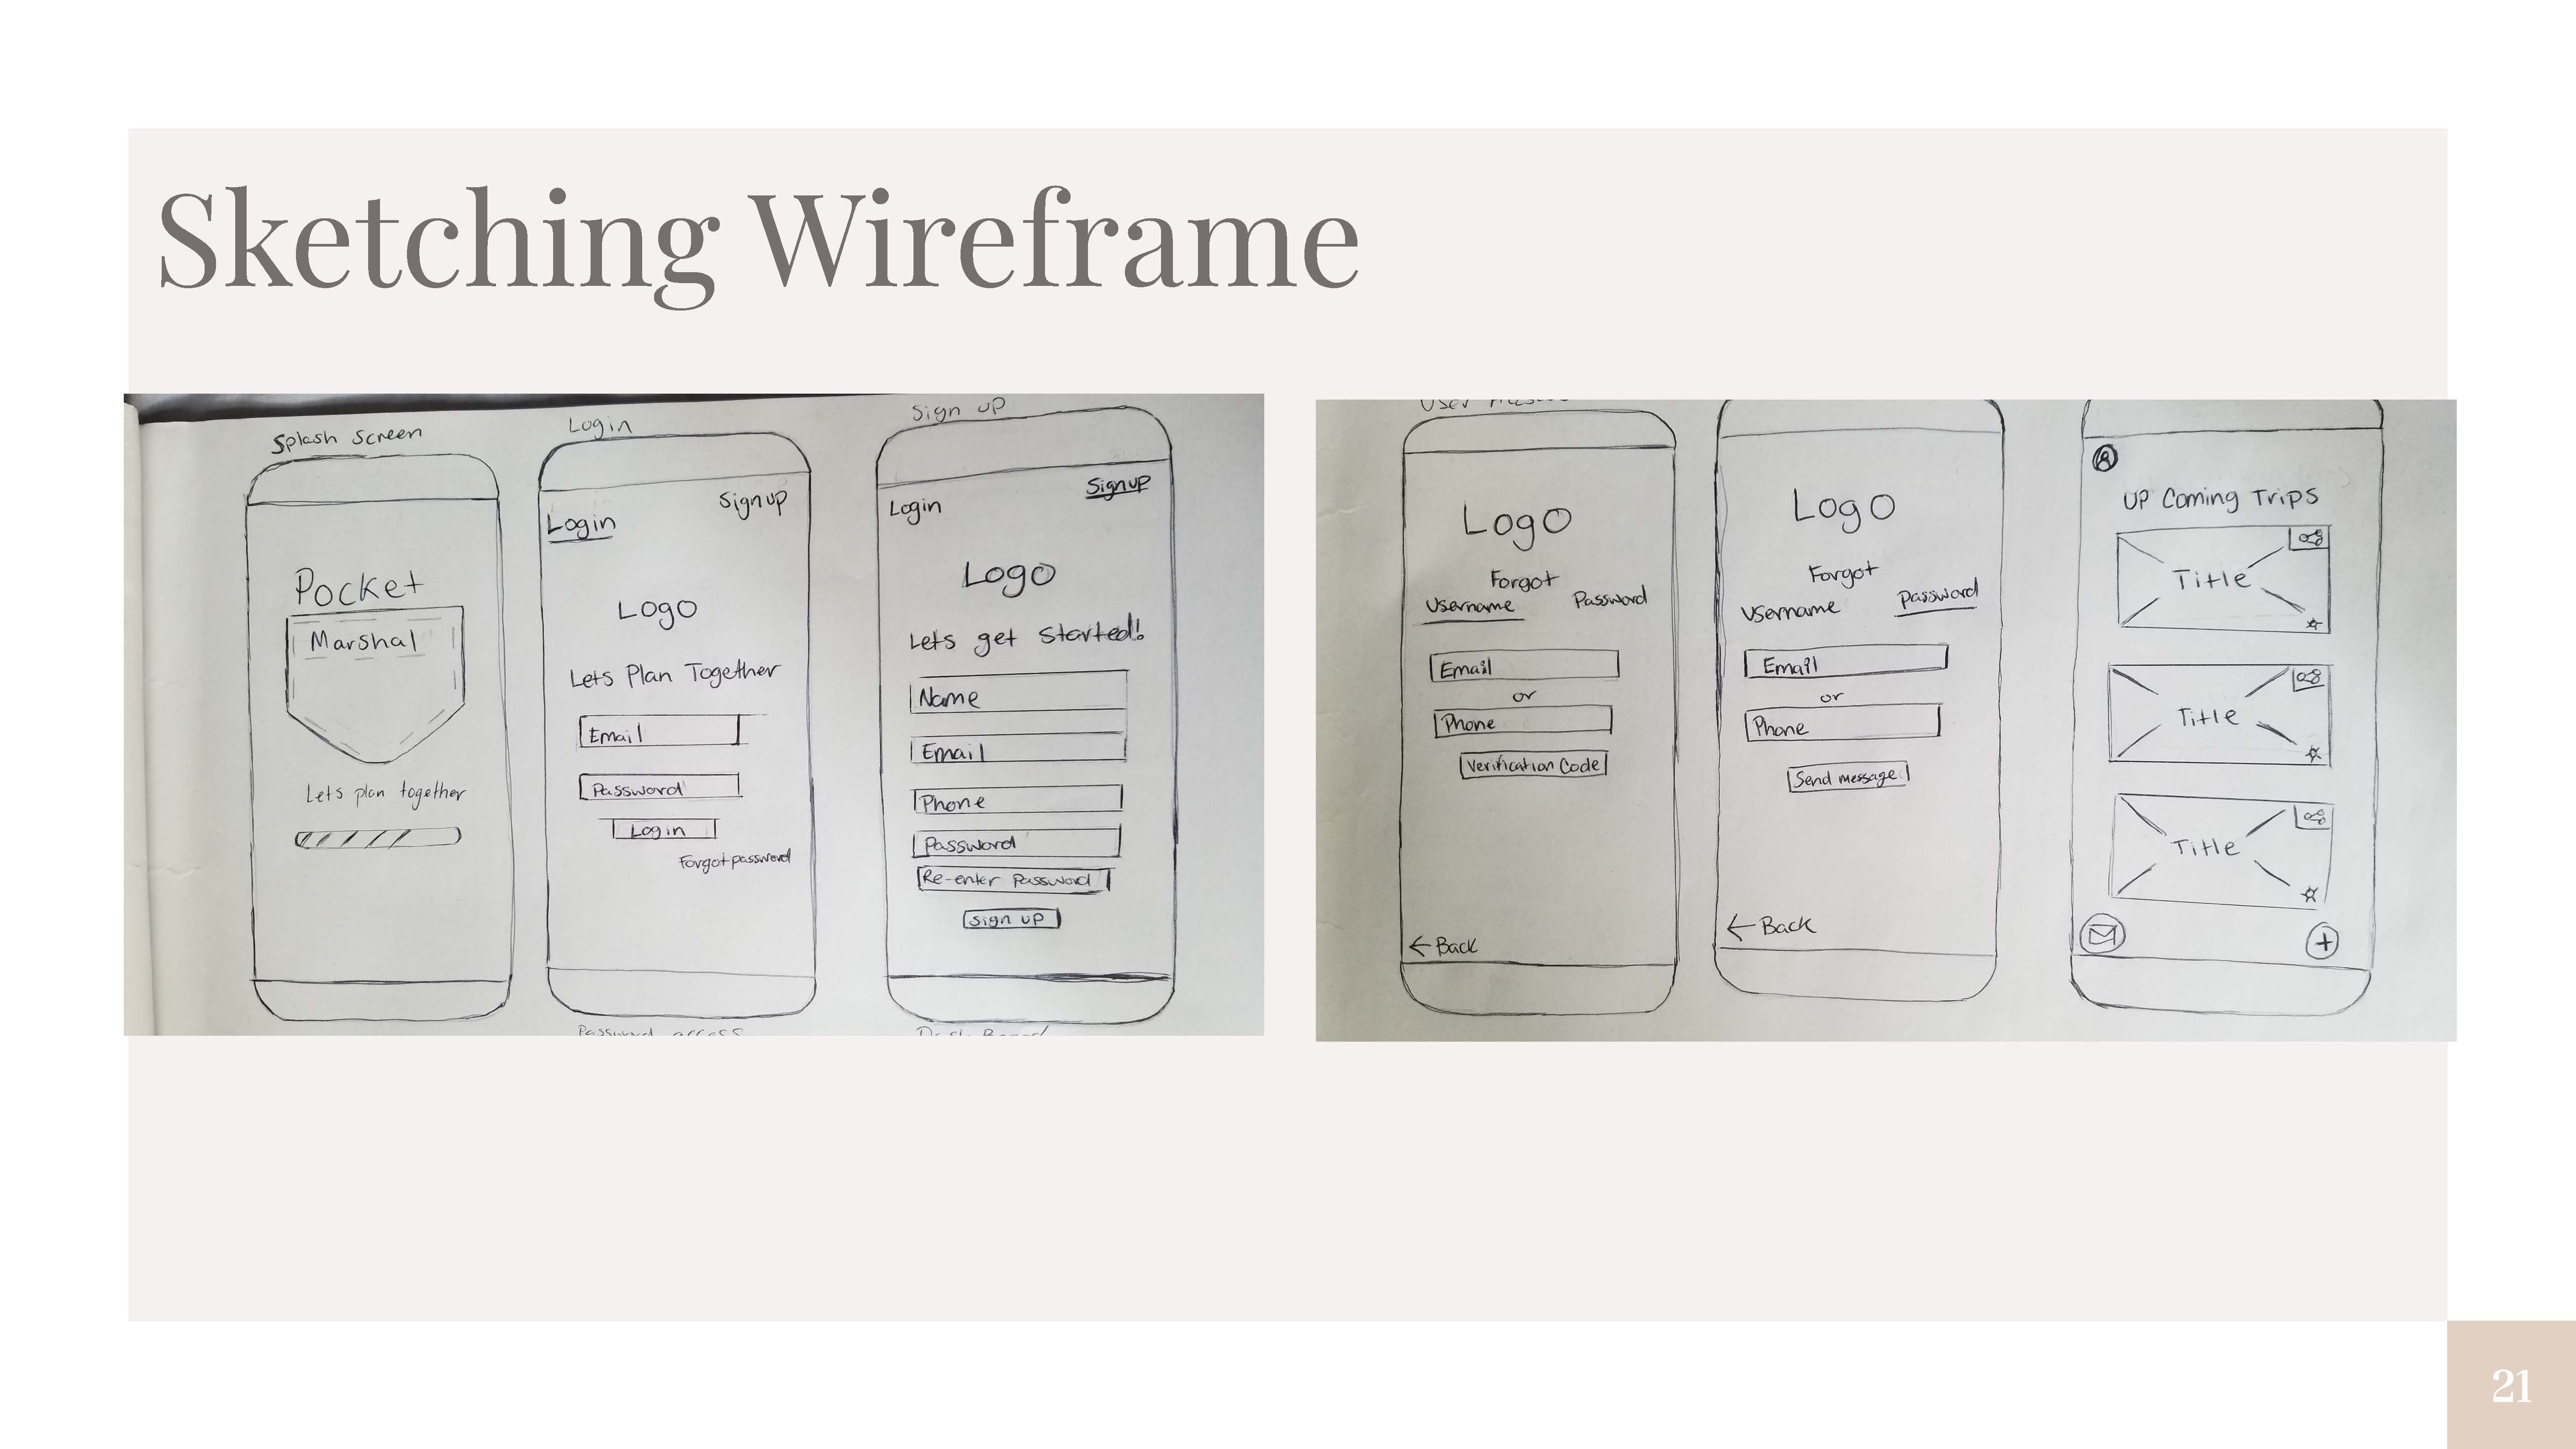 Sketching Wireframe
Splash Screen
Pocket
Marshal
Lets plan together
Login
Login
Signup
Logo
Lets Plan Together
Email
Password
Login
Forgot password
Sign up
Login
Signup
Logo
Lets get started!
Name
Email
Phone
Password
Re-enter Password
Sign up
Password access
User
Logo
Forgot
Username Password
Email
or
Phone
Verification Code
← Back
Logo
Forgot
Username Password
Email
or
Phone
Send message
← Back
UP Coming Trips
Title
Title
Title
21